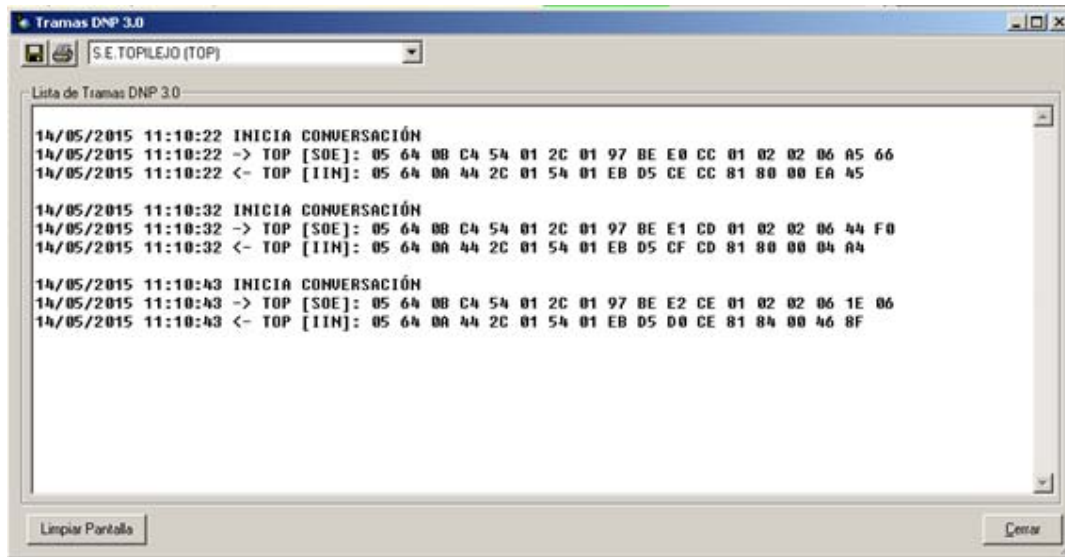 Tramas DNP 3.0
S.E.TOPILEJO (TOP)
Lista de Tramas DNP 3.0
14/05/2015 11:10:22 INICIA CONVERSACIÓN
14/05/2015 11:10:22 -> TOP [SOE]: 05 64 0B C4 54 01 2C 01 97 BE E0 CC 01 02 02 06 A5 66
14/05/2015 11:10:22 <- TOP [IIN]: 05 64 0A 44 2C 01 54 01 EB D5 CE CC 81 80 00 EA 45
14/05/2015 11:10:32 INICIA CONVERSACIÓN
14/05/2015 11:10:32 -> TOP [SOE]: 05 64 0B C4 54 01 2C 01 97 BE E1 CD 01 02 02 06 44 F0
14/05/2015 11:10:32 <- TOP [IIN]: 05 64 0A 44 2C 01 54 01 EB D5 CF CD 81 80 00 04 A4
14/05/2015 11:10:43 INICIA CONVERSACIÓN
14/05/2015 11:10:43 -> TOP [SOE]: 05 64 0B C4 54 01 2C 01 97 BE E2 CE 01 02 02 06 1E 06
14/05/2015 11:10:43 <- TOP [IIN]: 05 64 0A 44 2C 01 54 01 EB D5 D0 CE 81 84 00 46 8F
Limpiar Pantalla
Cerrar